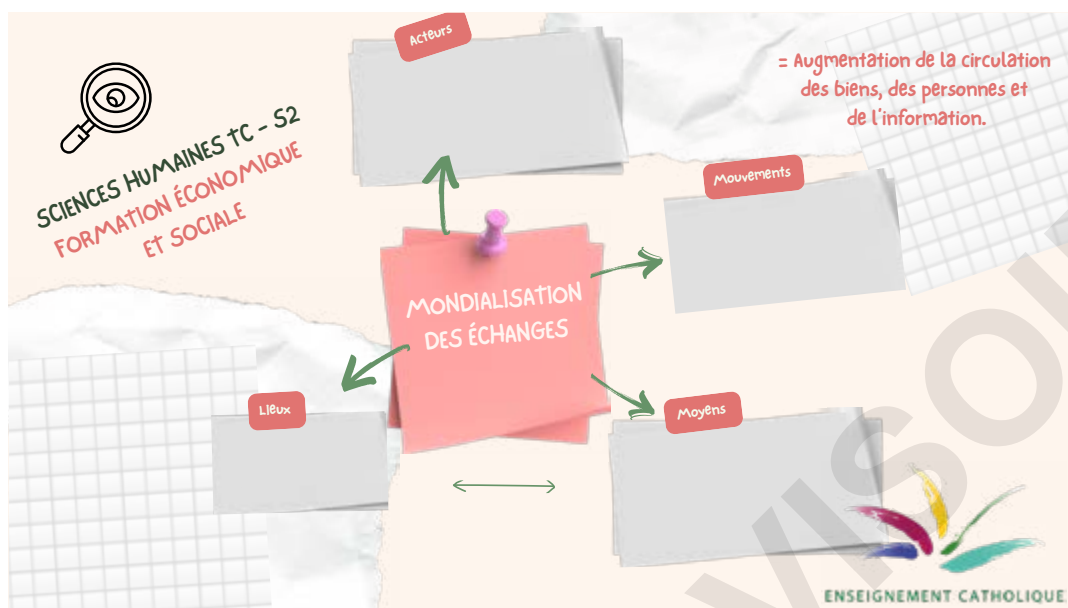 Acteurs
= Augmentation de la circulation
des biens, des personnes et
de l'information.
SCIENCES HUMAINES TC - S2
FORMATION ÉCONOMIQUE
ET SOCIALE
Mouvements
MONDIALISATION
DES ÉCHANGES
Lieux
Moyens
ENSEIGNEMENT CATHOLIQUE